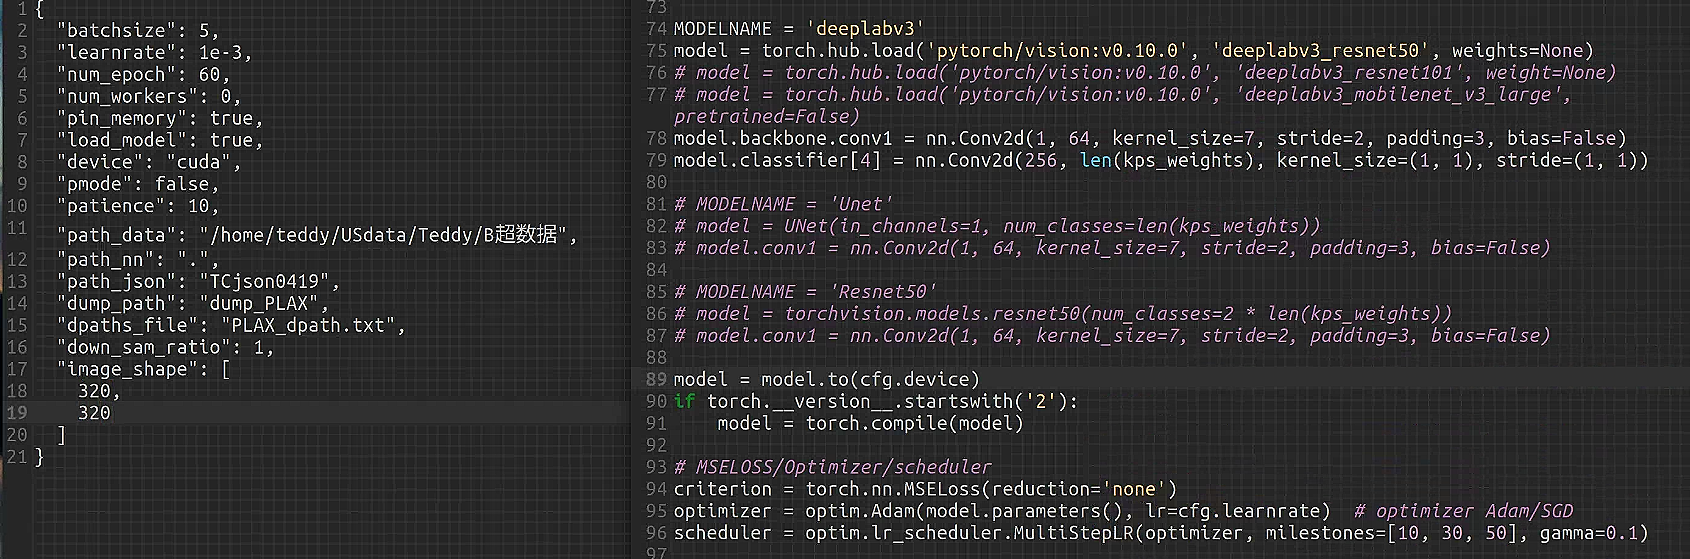 1 {
2 "batchsize": 5,
3 "learnrate": 1e-3,
4 "num_epoch": 60,
5 "num_workers": 0,
6 "pin_memory": true,
7 "load_model": true,
8 "device": "cuda",
9 "pmode": false,
10 "patience": 10,
11 "path_data": "/home/teddy/USdata/Teddy/B超数据",
12 "path_nn": ".",
13 "path_json": "TCjson0419",
14 "dump_path": "dump_PLAX",
15 "dpaths_file": "PLAX_dpath.txt",
16 "down_sam_ratio": 1,
17 "image_shape": [
18 320,
19 320
20 ]
21 }
73
74 MODELNAME = 'deeplabv3'
75 model = torch.hub.load('pytorch/vision:v0.10.0', 'deeplabv3_resnet50', weights=None)
76 # model = torch.hub.load('pytorch/vision:v0.10.0', 'deeplabv3_resnet101', weight=None)
77 # model = torch.hub.load('pytorch/vision:v0.10.0', 'deeplabv3_mobilenet_v3_large',
pretrained=False)
78 model.backbone.conv1 = nn.Conv2d(1, 64, kernel_size=7, stride=2, padding=3, bias=False)
79 model.classifier[4] = nn.Conv2d(256, len(kps_weights), kernel_size=(1, 1), stride=(1, 1))
80
81 # MODELNAME = 'Unet'
82 # model = UNet(in_channels=1, num_classes=len(kps_weights))
83 # model.conv1 = nn.Conv2d(1, 64, kernel_size=7, stride=2, padding=3, bias=False)
84
85 # MODELNAME = 'Resnet50'
86 # model = torchvision.models.resnet50(num_classes=2 * len(kps_weights))
87 # model.conv1 = nn.Conv2d(1, 64, kernel_size=7, stride=2, padding=3, bias=False)
88
89 model = model.to(cfg.device)
90 if torch.__version__.startswith('2'):
91 model = torch.compile(model)
92
93 # MSELOSS/Optimizer/scheduler
94 criterion = torch.nn.MSELoss(reduction='none')
95 optimizer = optim.Adam(model.parameters(), lr=cfg.learnrate) # optimizer Adam/SGD
96 scheduler = optim.lr_scheduler.MultiStepLR(optimizer, milestones=[10, 30, 50], gamma=0.1)
97